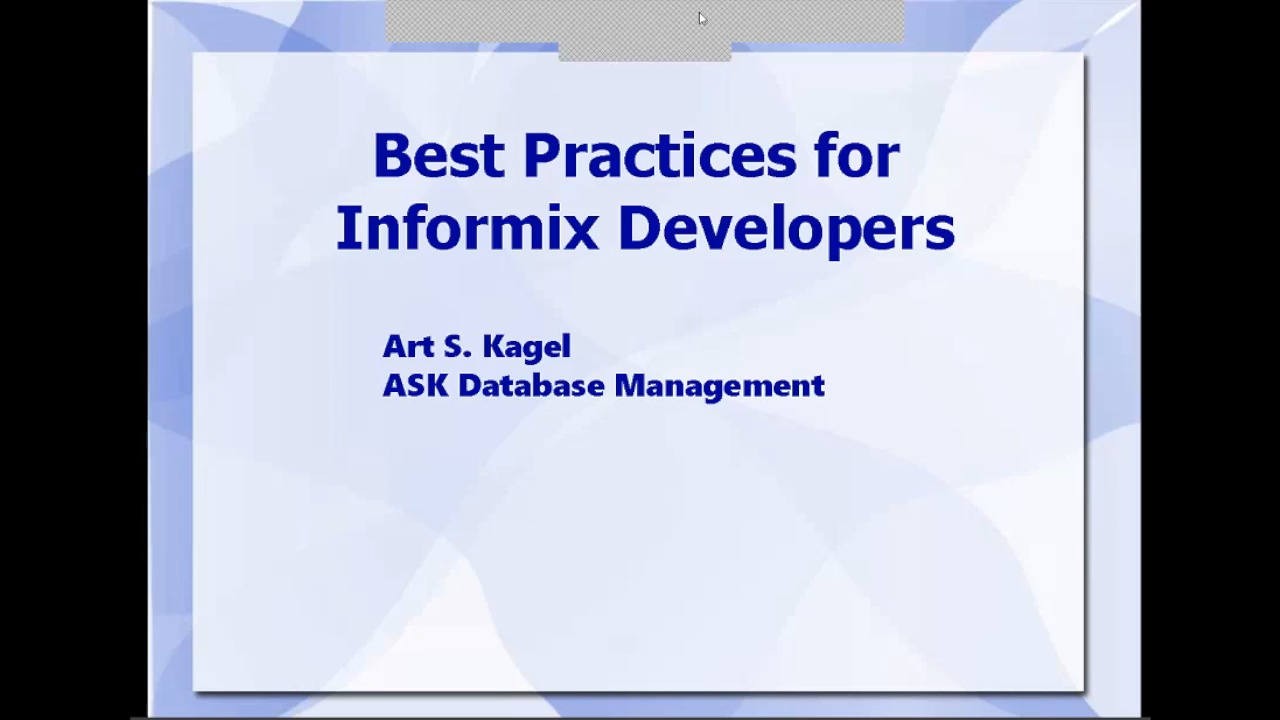 Best Practices for
Informix Developers
Art S. Kagel
ASK Database Management